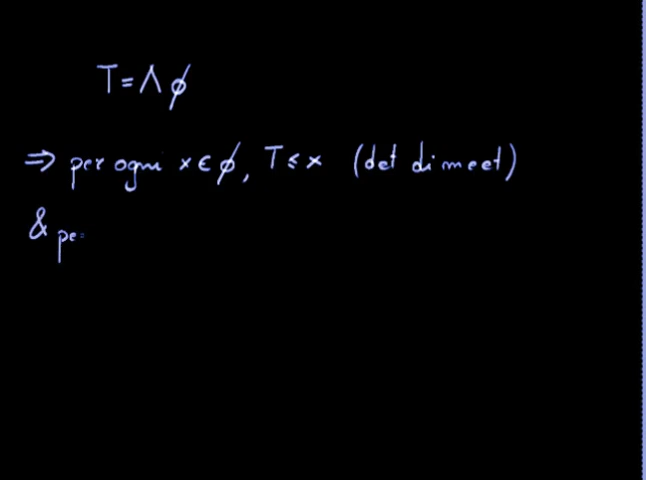 T = ⋀ ϕ
⇒ per ogni x ∈ ϕ, T ≤ x (def di meet)
& pe